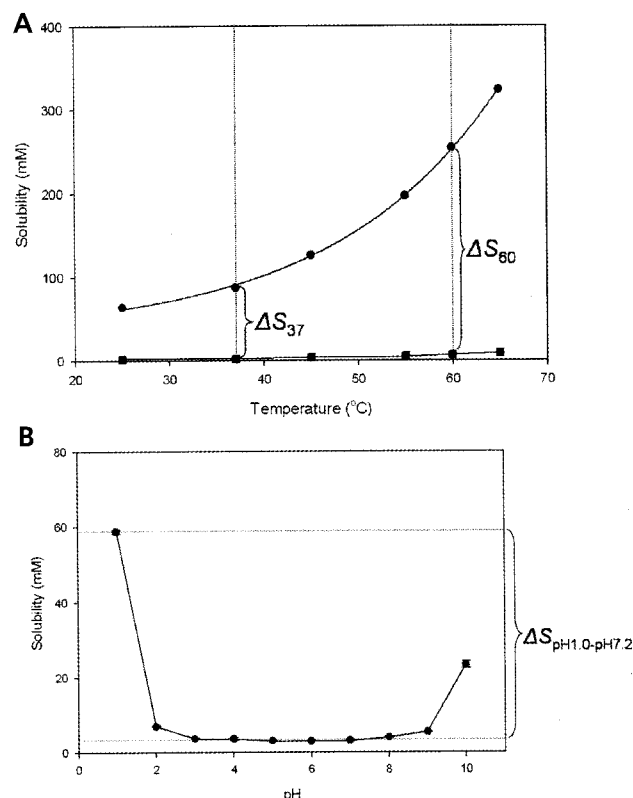 A
400
300
200
100
0
Solubility (mM)
ΔS60
ΔS37
20 30 40 50 60 70
Temperature (°C)
B
80
60
40
20
0
Solubility (mM)
ΔSpH1.0-pH7.2
0 2 4 6 8 10
pH